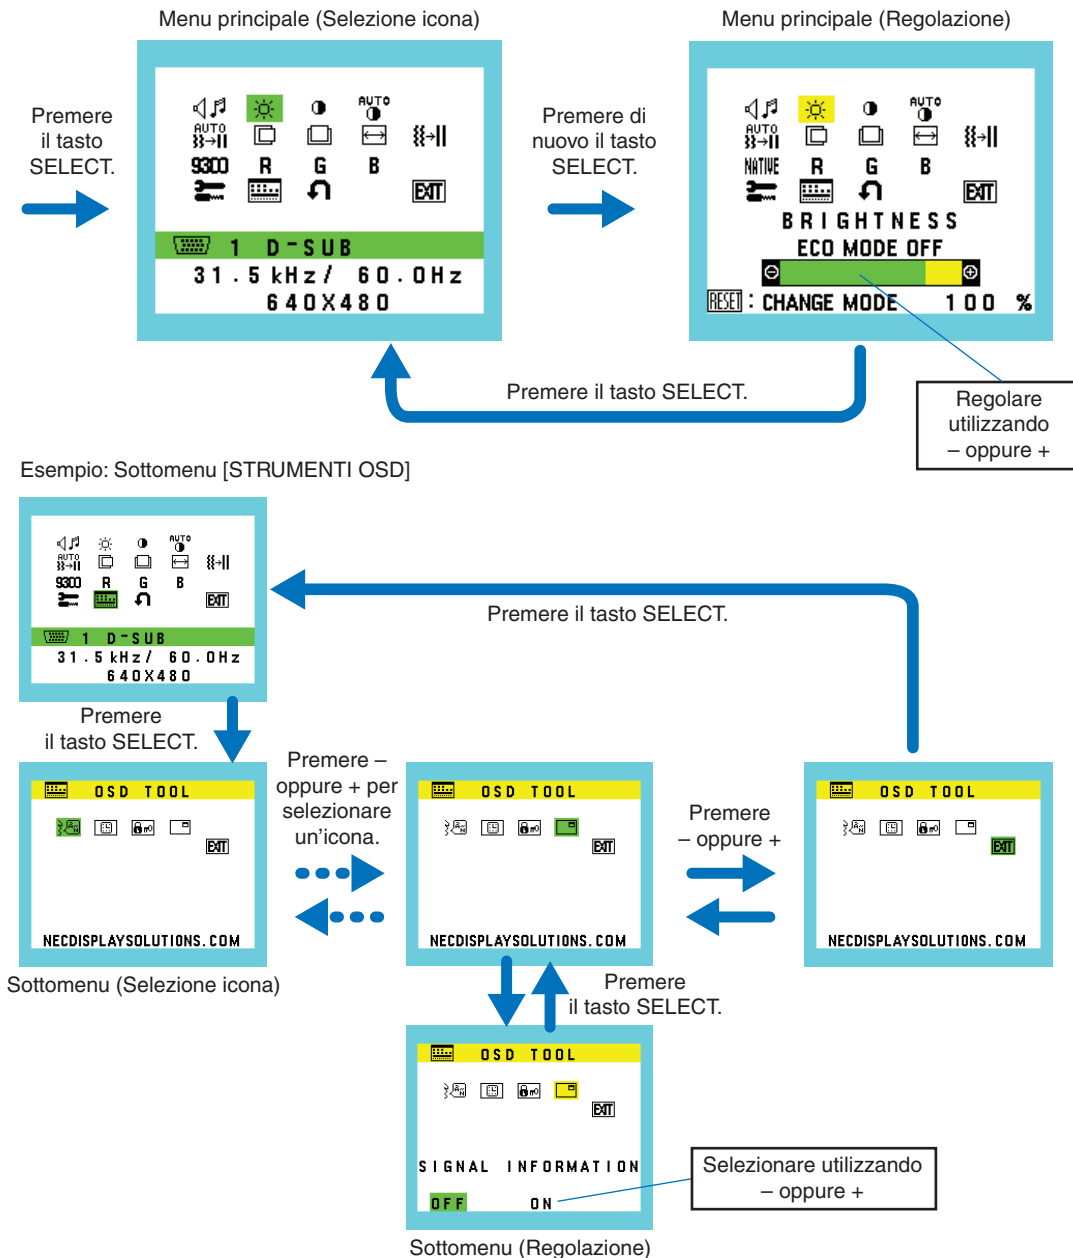 Menu principale (Selezione icona)
Menu principale (Regolazione)
Premere
il tasto
SELECT.
AUTO
AUTO
9300 R G B
EXIT
1 D-SUB
31.5 kHz/ 60.0Hz
640X480
Premere di
nuovo il tasto
SELECT.
AUTO
AUTO
NATIVE R G B
EXIT
BRIGHTNESS
ECO MODE OFF
RESET : CHANGE MODE 100 %
Premere il tasto SELECT.
Regolare
utilizzando
– oppure +
Esempio: Sottomenu [STRUMENTI OSD]
AUTO
AUTO
9300 R G B
EXIT
1 D-SUB
31.5 kHz/ 60.0Hz
640X480
Premere il tasto SELECT.
Premere
il tasto SELECT.
OSD TOOL
EXIT
NECDISPLAYSOLUTIONS.COM
Sottomenu (Selezione icona)
Premere –
oppure + per
selezionare
un'icona.
OSD TOOL
EXIT
NECDISPLAYSOLUTIONS.COM
Premere
– oppure +
OSD TOOL
EXIT
NECDISPLAYSOLUTIONS.COM
Premere
il tasto SELECT.
OSD TOOL
EXIT
SIGNAL INFORMATION
OFF ON
Selezionare utilizzando
– oppure +
Sottomenu (Regolazione)